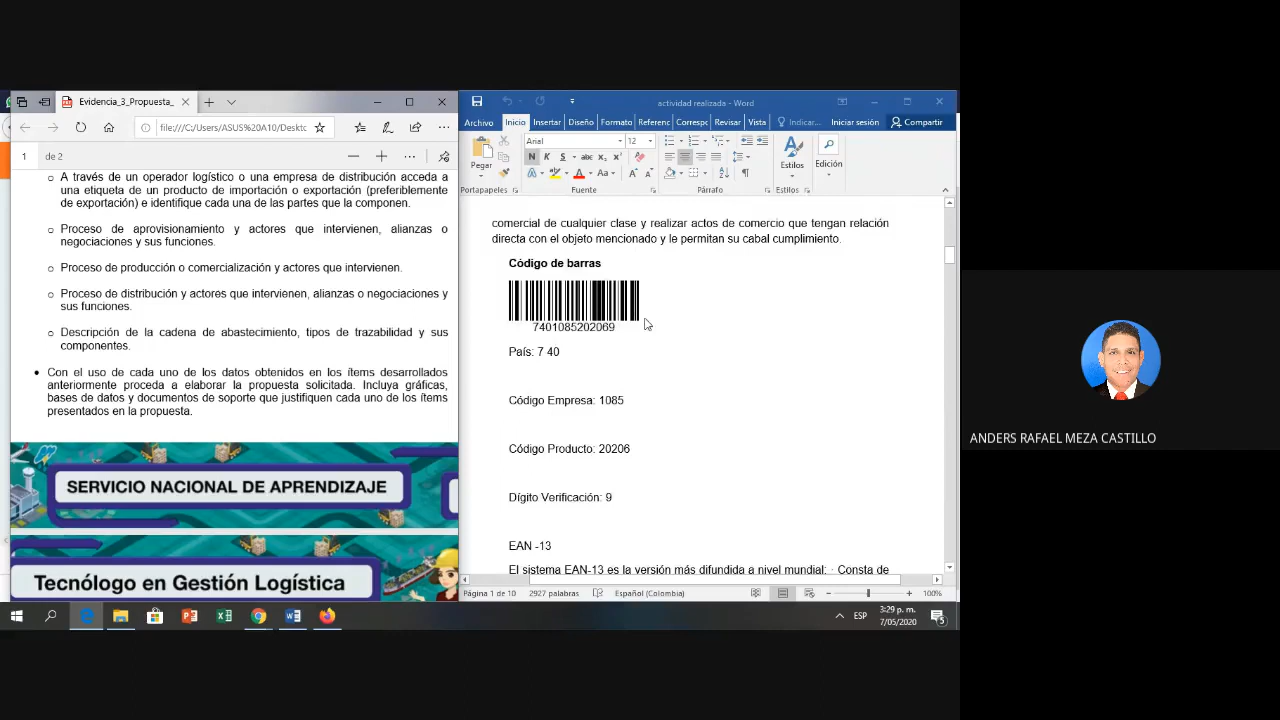 Evidencia_3_Propuesta_
file:///C:/Users/ASUS%20A10/Deskto
1 de 2
A través de un operador logístico o una empresa de distribución acceda a
una etiqueta de un producto de importación o exportación (preferiblemente
de exportación) e identifique cada una de las partes que la componen.
Proceso de aprovisionamiento y actores que intervienen, alianzas o
negociaciones y sus funciones.
Proceso de producción o comercialización y actores que intervienen.
Proceso de distribución y actores que intervienen, alianzas o negociaciones y
sus funciones.
Descripción de la cadena de abastecimiento, tipos de trazabilidad y sus
componentes.
Con el uso de cada uno de los datos obtenidos en los ítems desarrollados
anteriormente proceda a elaborar la propuesta solicitada. Incluya gráficas,
bases de datos y documentos de soporte que justifiquen cada uno de los ítems
presentados en la propuesta.
SERVICIO NACIONAL DE APRENDIZAJE
Tecnólogo en Gestión Logística
actividad realizada - Word
Archivo Inicio Insertar Diseño Formato Referenc Corresp Revisar Vista Indicar... Iniciar sesión Compartir
Pegar
Arial 12
N K S abc x₂ x²
A A Aa A A
Estilos
Edición
Portapapeles Fuente Párrafo Estilos
comercial de cualquier clase y realizar actos de comercio que tengan relación
directa con el objeto mencionado y le permitan su cabal cumplimiento.
Código de barras
7401085202069
País: 7 40
Código Empresa: 1085
Código Producto: 20206
Dígito Verificación: 9
EAN -13
El sistema EAN-13 es la versión más difundida a nivel mundial: · Consta de
Página 1 de 10 2927 palabras Español (Colombia) 100%
ESP
3:29 p. m.
7/05/2020
5
ANDERS RAFAEL MEZA CASTILLO